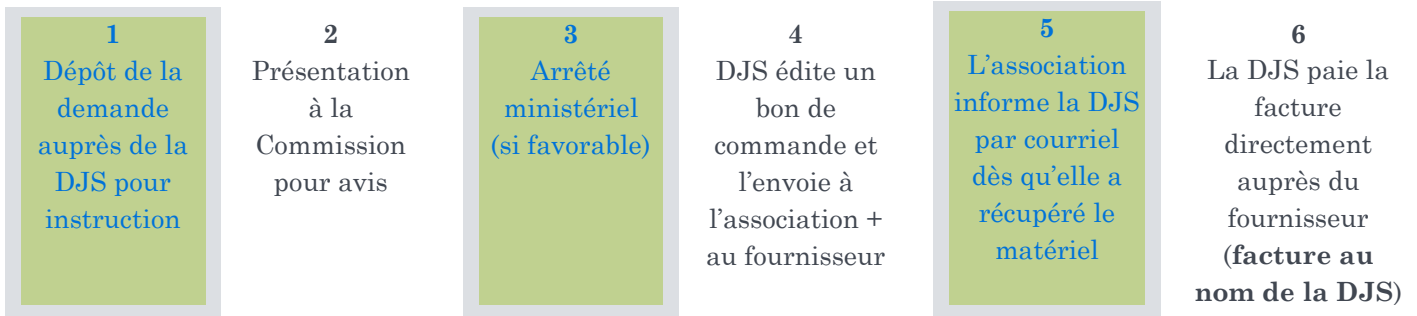 1
Dépôt de la
demande
auprès de la
DJS pour
instruction
2
Présentation
à la
Commission
pour avis
3
Arrêté
ministériel
(si favorable)
4
DJS édite un
bon de
commande et
l'envoie à
l'association +
au fournisseur
5
L'association
informe la DJS
par courriel
dès qu'elle a
récupéré le
matériel
6
La DJS paie la
facture
directement
auprès du
fournisseur
(facture au
nom de la DJS)